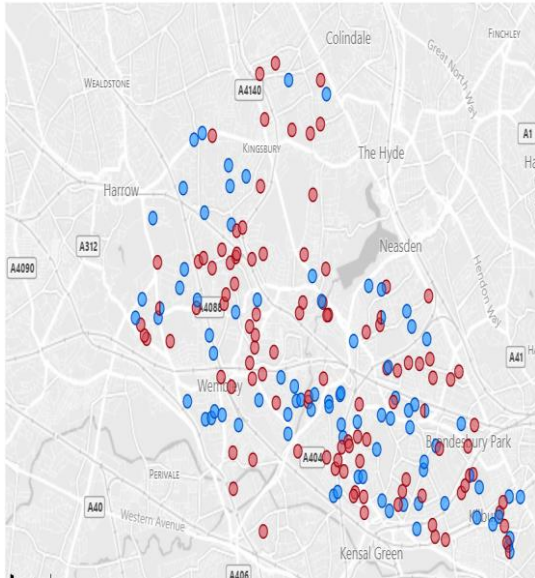 Colindale
FINCHLEY
Great North Way
WEALDSTONE
A4140
A1
KINGSBURY
The Hyde
Ha
Harrow
A312
Neasden
A4090
Hendon Way
A4088
A41
Wembley
Brondesbury Park
A404
PERIVALE
A40
Western Avenue
Kensal Green
A406